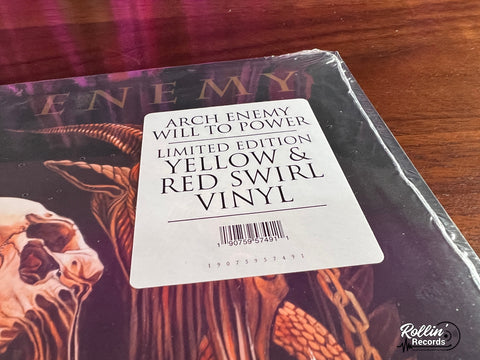 ENEMY
ARCH ENEMY
WILL TO POWER
LIMITED EDITION
YELLOW &
RED SWIRL
VINYL
1 90759 57491 1
19075957491
Rollin'
Records